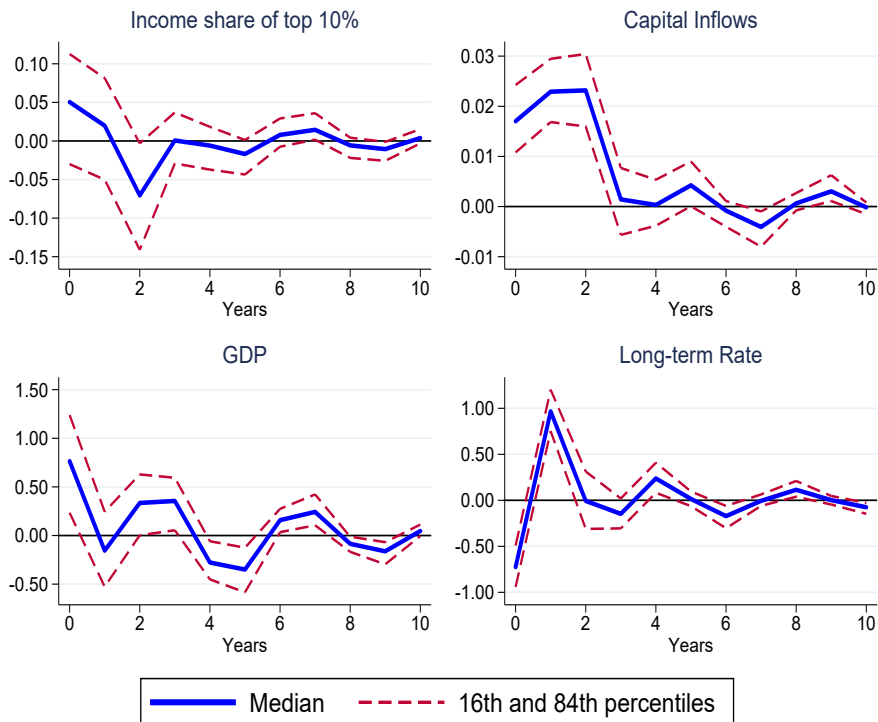 Income share of top 10%
0.10
0.05
0.00
-0.05
-0.10
-0.15
0 2 4 6 8 10
Years
Capital Inflows
0.03
0.02
0.01
0.00
-0.01
0 2 4 6 8 10
Years
GDP
1.50
1.00
0.50
0.00
-0.50
0 2 4 6 8 10
Years
Long-term Rate
1.00
0.50
0.00
-0.50
-1.00
0 2 4 6 8 10
Years
Median 16th and 84th percentiles